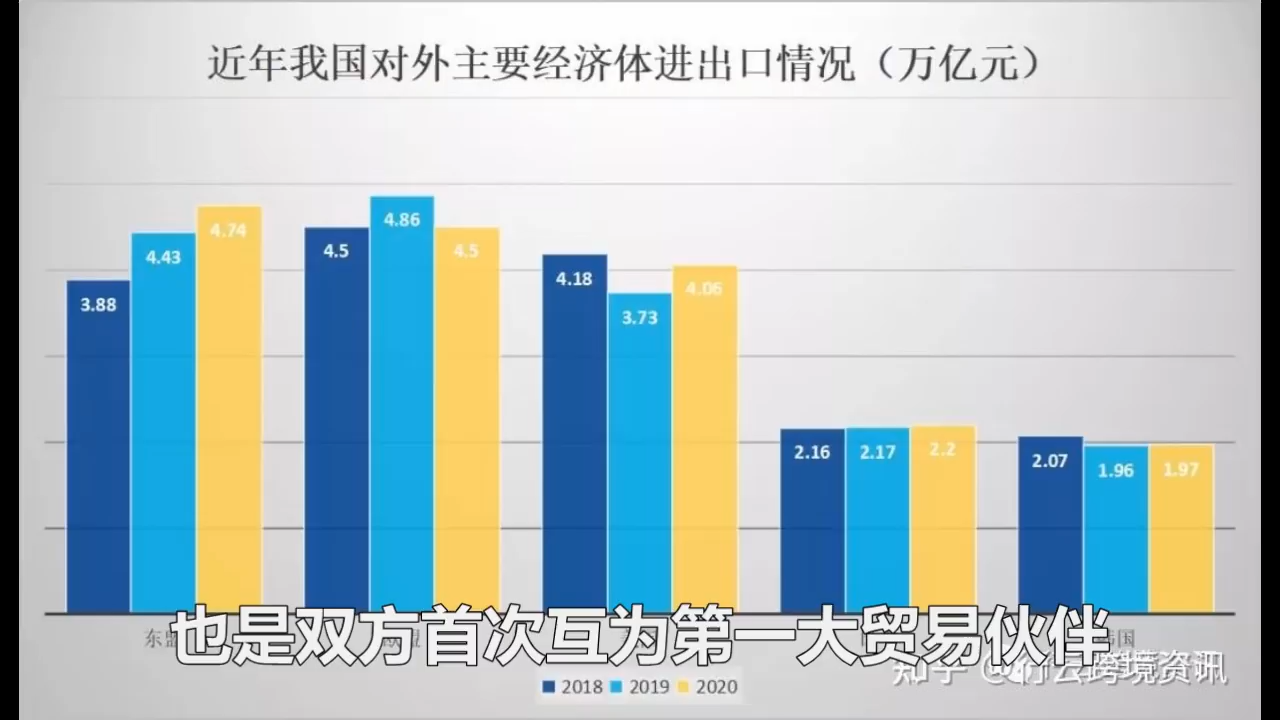 近年我国对外主要经济体进出口情况（万亿元）
3.88 4.43 4.74 4.5 4.86 4.5 4.18 3.73 4.06 2.16 2.17 2.2 2.07 1.96 1.97
也是双方首次互为第一大贸易伙伴
知乎 @行云跨境资讯
2018 2019 2020